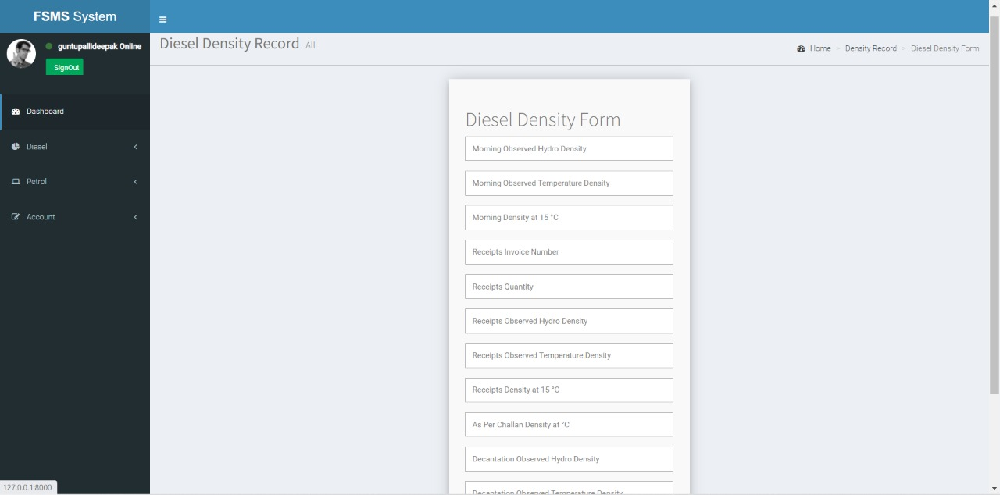 FSMS System
guntupallideepak Online
SignOut
Dashboard
Diesel
Petrol
Account
Diesel Density Record All
Home > Density Record > Diesel Density Form
Diesel Density Form
Morning Observed Hydro Density
Morning Observed Temperature Density
Morning Density at 15 °C
Receipts Invoice Number
Receipts Quantity
Receipts Observed Hydro Density
Receipts Observed Temperature Density
Receipts Density at 15 °C
As Per Challan Density at °C
Decantation Observed Hydro Density
Decantation Observed Temperature Density
127.0.0.1:8000